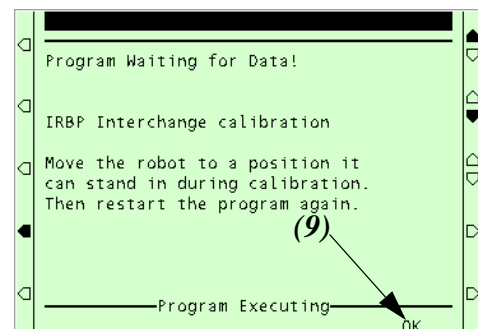 Program Waiting for Data!
IRBP Interchange calibration
Move the robot to a position it
can stand in during calibration.
Then restart the program again.
(9)
Program Executing
OK